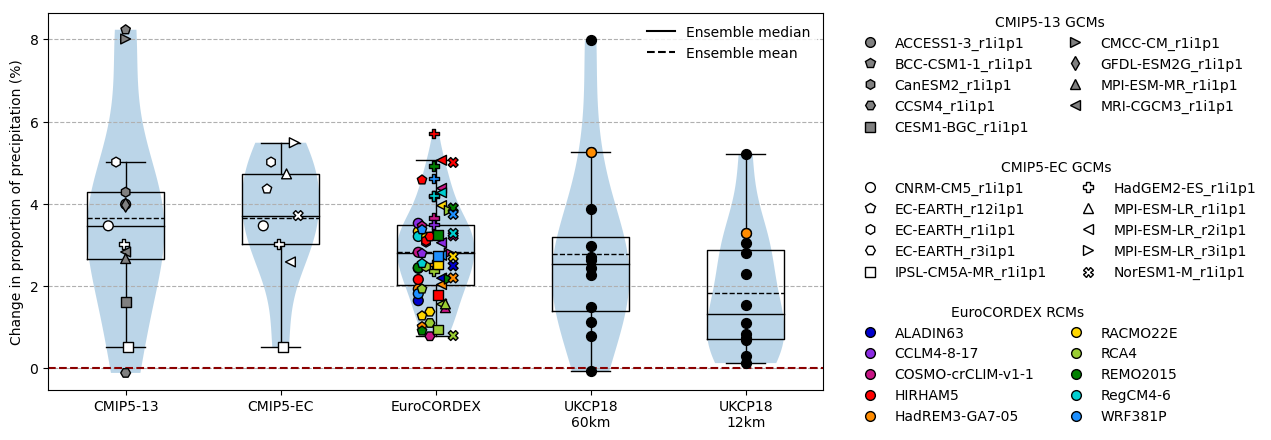 Change in proportion of precipitation (%)
8
6
4
2
0
Ensemble median
Ensemble mean
CMIP5-13
CMIP5-EC
EuroCORDEX
UKCP18
60km
UKCP18
12km
CMIP5-13 GCMs
ACCESS1-3_r1i1p1
BCC-CSM1-1_r1i1p1
CanESM2_r1i1p1
CCSM4_r1i1p1
CESM1-BGC_r1i1p1
CMCC-CM_r1i1p1
GFDL-ESM2G_r1i1p1
MPI-ESM-MR_r1i1p1
MRI-CGCM3_r1i1p1
CMIP5-EC GCMs
CNRM-CM5_r1i1p1
EC-EARTH_r12i1p1
EC-EARTH_r1i1p1
EC-EARTH_r3i1p1
IPSL-CM5A-MR_r1i1p1
HadGEM2-ES_r1i1p1
MPI-ESM-LR_r1i1p1
MPI-ESM-LR_r2i1p1
MPI-ESM-LR_r3i1p1
NorESM1-M_r1i1p1
EuroCORDEX RCMs
ALADIN63
CCLM4-8-17
COSMO-crCLIM-v1-1
HIRHAM5
HadREM3-GA7-05
RACMO22E
RCA4
REMO2015
RegCM4-6
WRF381P